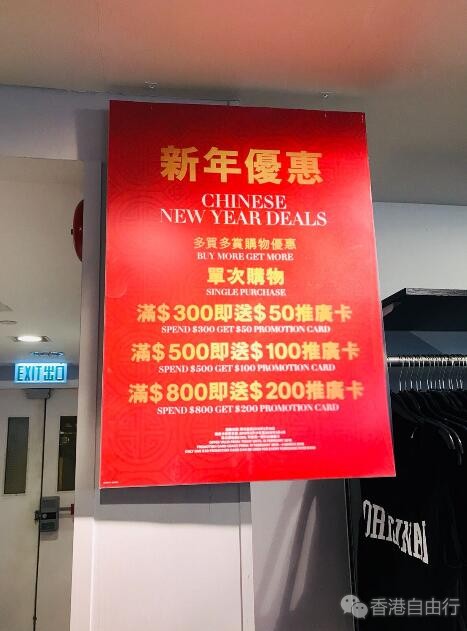 新年優惠
CHINESE
NEW YEAR DEALS
多買多賞購物優惠
BUY MORE GET MORE
單次購物
SINGLE PURCHASE
滿$300即送$50推廣卡
SPEND $300 GET $50 PROMOTION CARD
滿$500即送$100推廣卡
SPEND $500 GET $100 PROMOTION CARD
滿$800即送$200推廣卡
SPEND $800 GET $200 PROMOTION CARD
EXIT出口
香港自由行